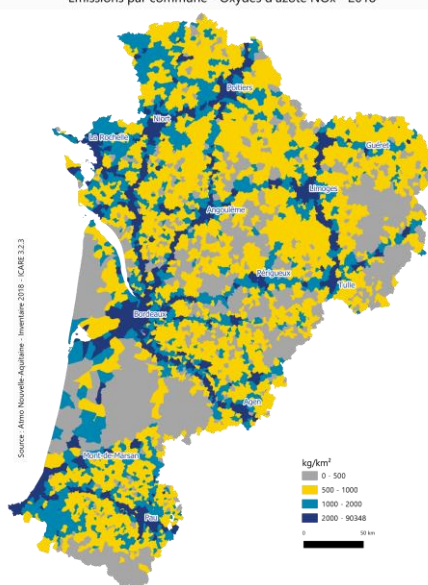 Émissions par commune - Oxydes d'azote NOx - 2018
Poitiers
Niort
La Rochelle
Guéret
Limoges
Angoulême
Périgueux
Tulle
Bordeaux
Agen
Mont-de-Marsan
Pau
Source : Atmo Nouvelle-Aquitaine - Inventaire 2018 - ICARE 3.2.3
kg/km²
0 - 500
500 - 1000
1000 - 2000
2000 - 90348
0 50 km